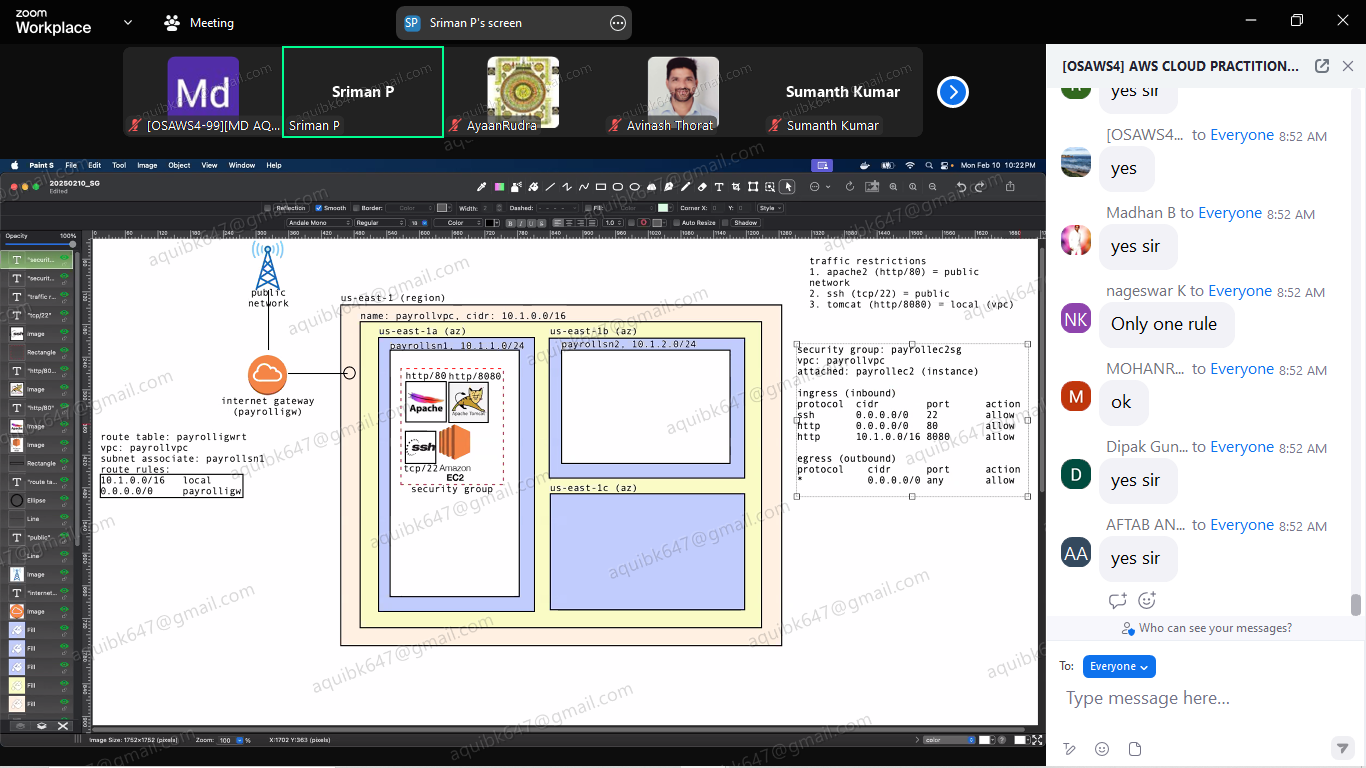 zoom
Workplace
Meeting
SP
Sriman P's screen
Md
[OSAWS4-99][MD AQ...
Sriman P
Sriman P
AyaanRudra
Avinash Thorat
Sumanth Kumar
Sumanth Kumar
Paint S File Edit Tool Image Object View Window Help
Mon Feb 10 10:22PM
20250210_SG
Edited
Reflection Smooth Border: Color Width: 2 Dashed: Fill: Color Corner X: Y: Style
Andale Mono Regular 16 Color B I U S 1.0 Auto Resize Shadow
Opacity 100%
"securit...
"securit...
"traffic r...
"tcp/22"
Image
Rectangle
"http/80...
Image
"http/80"
Image
Image
Rectangle
"route ta...
Ellipse
Line
"public"
Line
Image
"internet...
Image
Fill
Fill
Fill
Fill
Fill
public
network
internet gateway
(payrolligw)
route table: payrolligwrt
vpc: payrollvpc
subnet associate: payrollsn1
route rules:
10.1.0.0/16 local
0.0.0.0/0 payrolligw
us-east-1 (region)
name: payrollvpc, cidr: 10.1.0.0/16
us-east-1a (az)
payrollsn1, 10.1.1.0/24
http/80 http/8080
Apache
Apache Tomcat
ssh
tcp/22
Amazon
EC2
security group
us-east-1b (az)
payrollsn2, 10.1.2.0/24
us-east-1c (az)
traffic restrictions
1. apache2 (http/80) = public
network
2. ssh (tcp/22) = public
3. tomcat (http/8080) = local (vpc)
security group: payrollec2sg
vpc: payrollvpc
attached: payrollec2 (instance)
ingress (inbound)
protocol cidr port action
ssh 0.0.0.0/0 22 allow
http 0.0.0.0/0 80 allow
http 10.1.0.0/16 8080 allow
egress (outbound)
protocol cidr port action
* 0.0.0.0/0 any allow
Image Size: 1752x1752 (pixels) Zoom: 100 % X:1702 Y:363 (pixels)
color
aquibk647@gmail.com
[OSAWS4] AWS CLOUD PRACTITION...
yes sir
[OSAWS4... to Everyone 8:52 AM
yes
Madhan B to Everyone 8:52 AM
yes sir
nageswar K to Everyone 8:52 AM
NK
Only one rule
MOHANR... to Everyone 8:52 AM
M
ok
Dipak Gun... to Everyone 8:52 AM
D
yes sir
AFTAB AN... to Everyone 8:52 AM
AA
yes sir
Who can see your messages?
To: Everyone
Type message here...